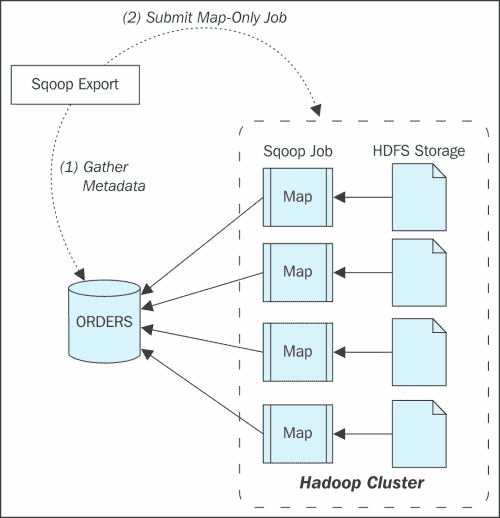 (2) Submit Map-Only Job
Sqoop Export
(1) Gather
Metadata
Sqoop Job
HDFS Storage
Map
Map
ORDERS
Map
Map
Hadoop Cluster